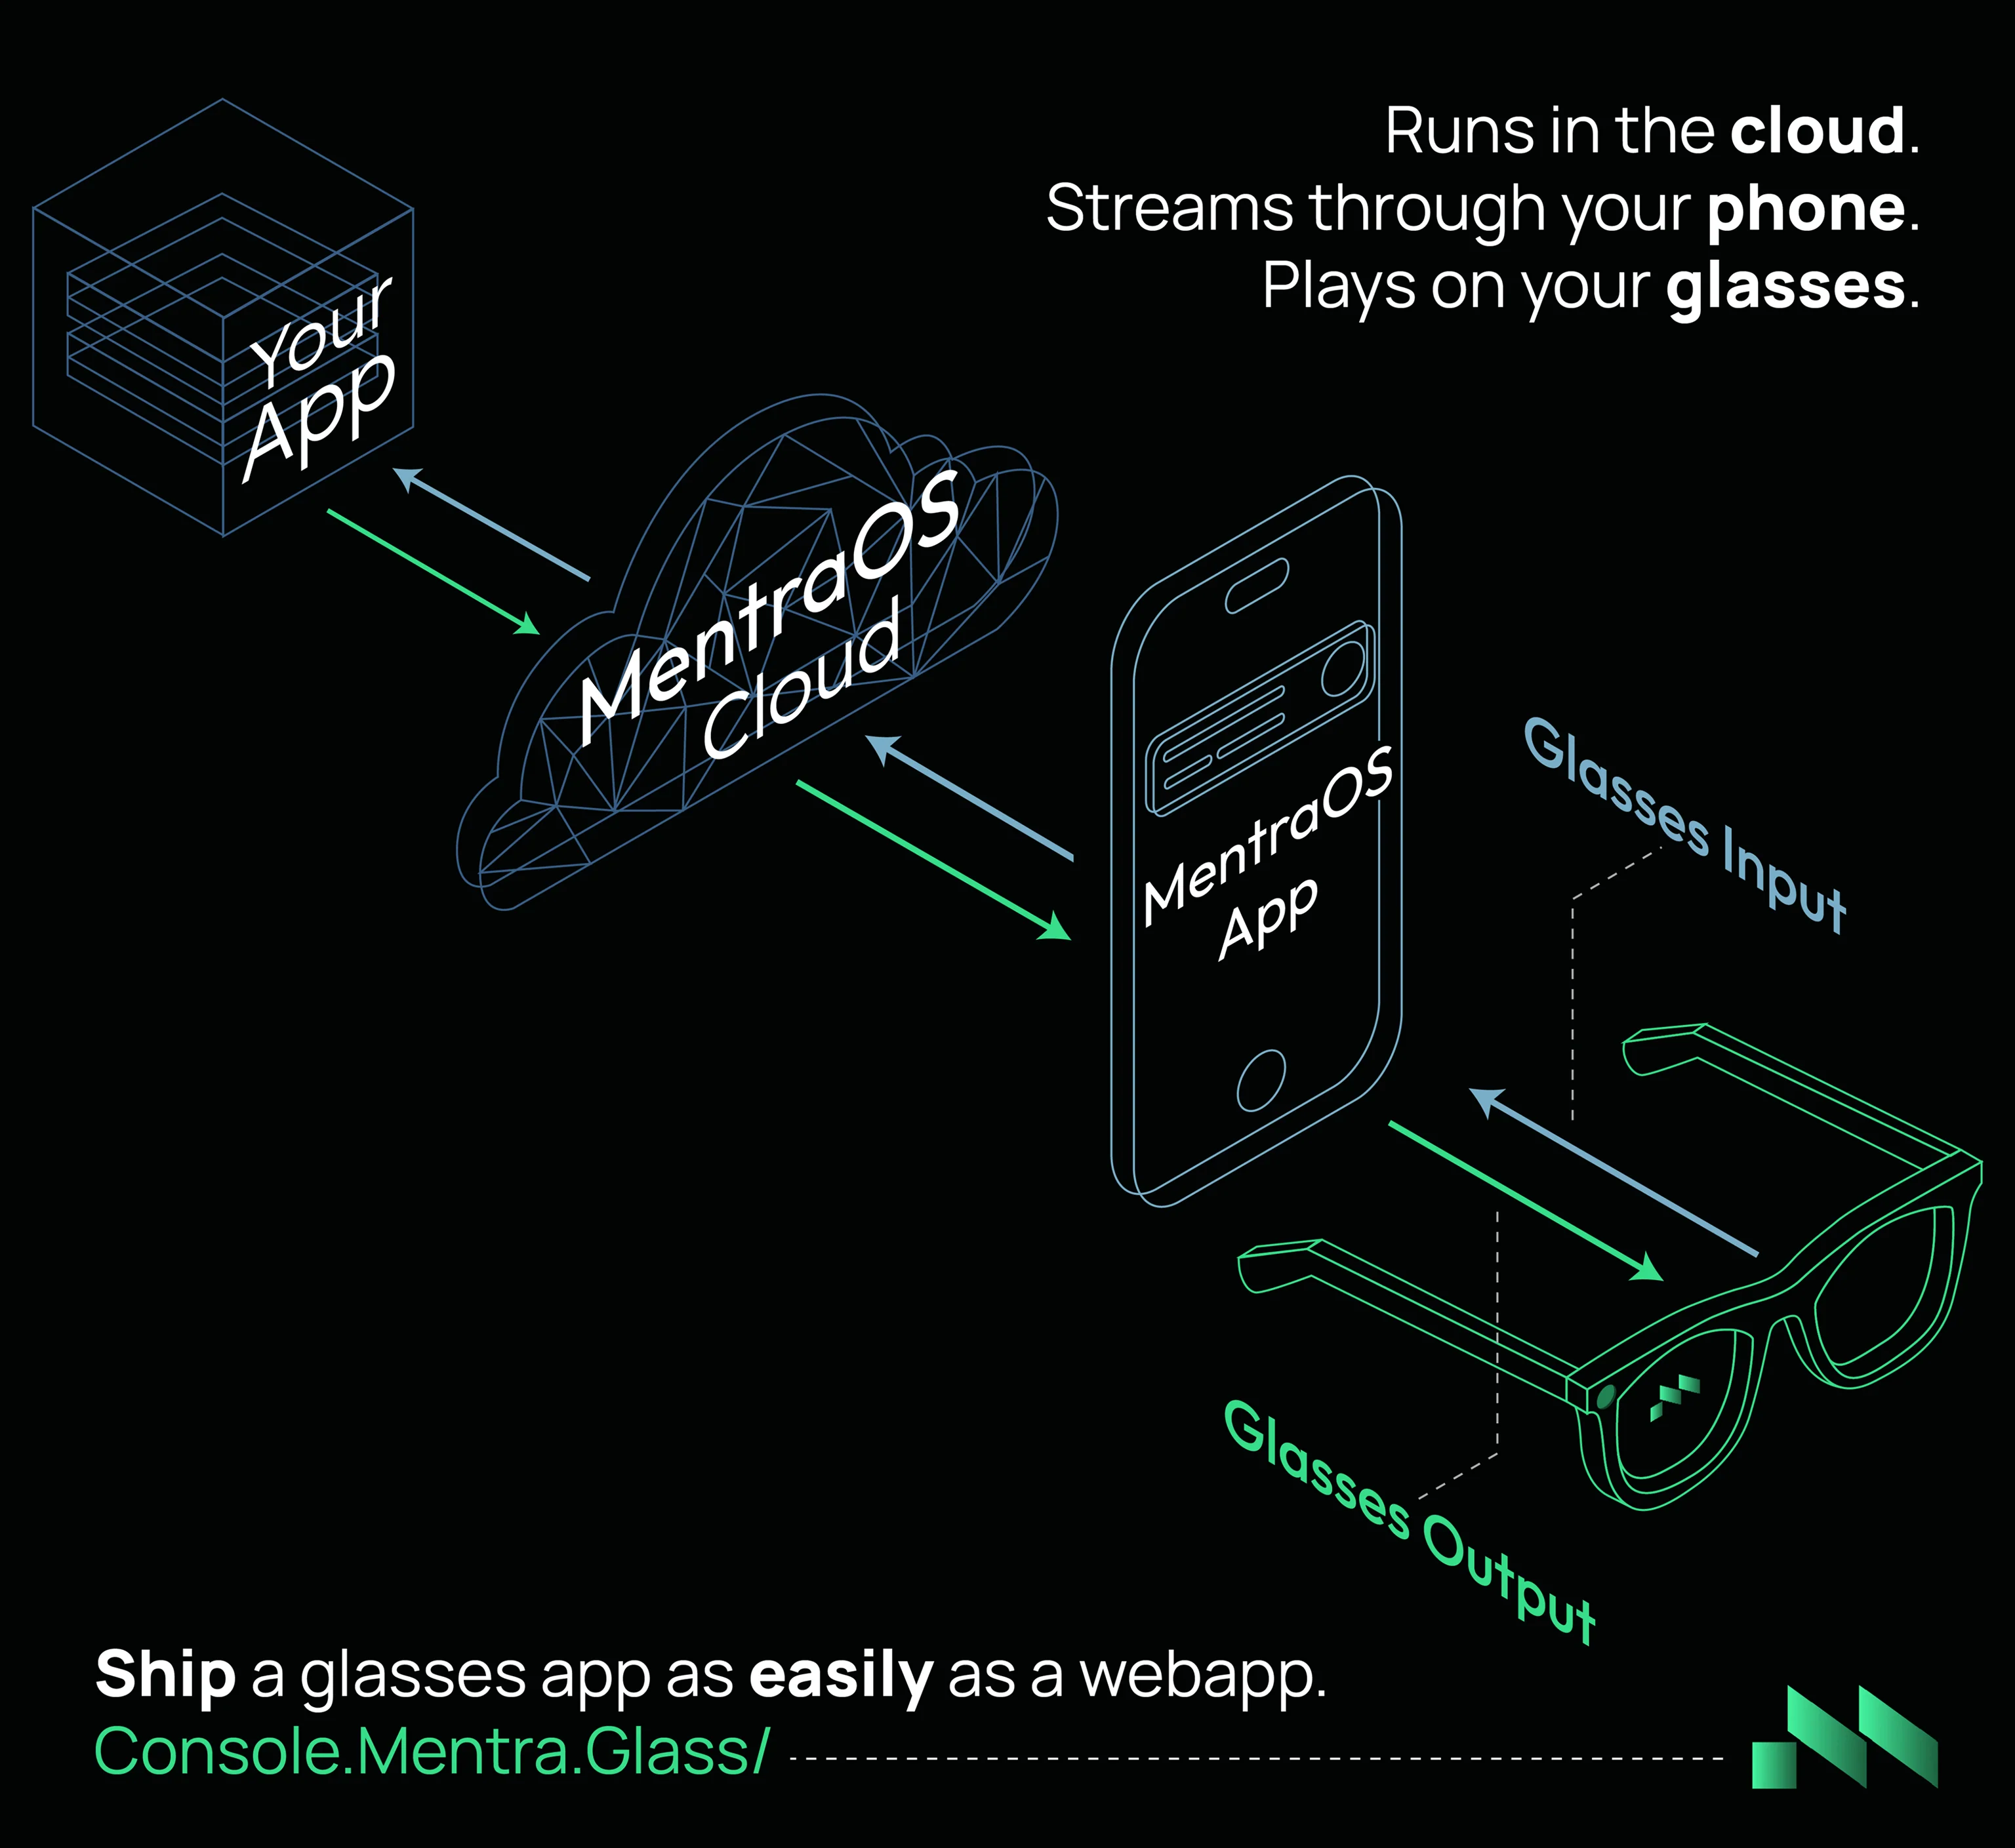 Runs in the cloud.
Streams through your phone.
Plays on your glasses.
Your
App
MentraOS
Cloud
MentraOS
App
Glasses Input
Glasses Output
Ship a glasses app as easily as a webapp.
Console.Mentra.Glass/